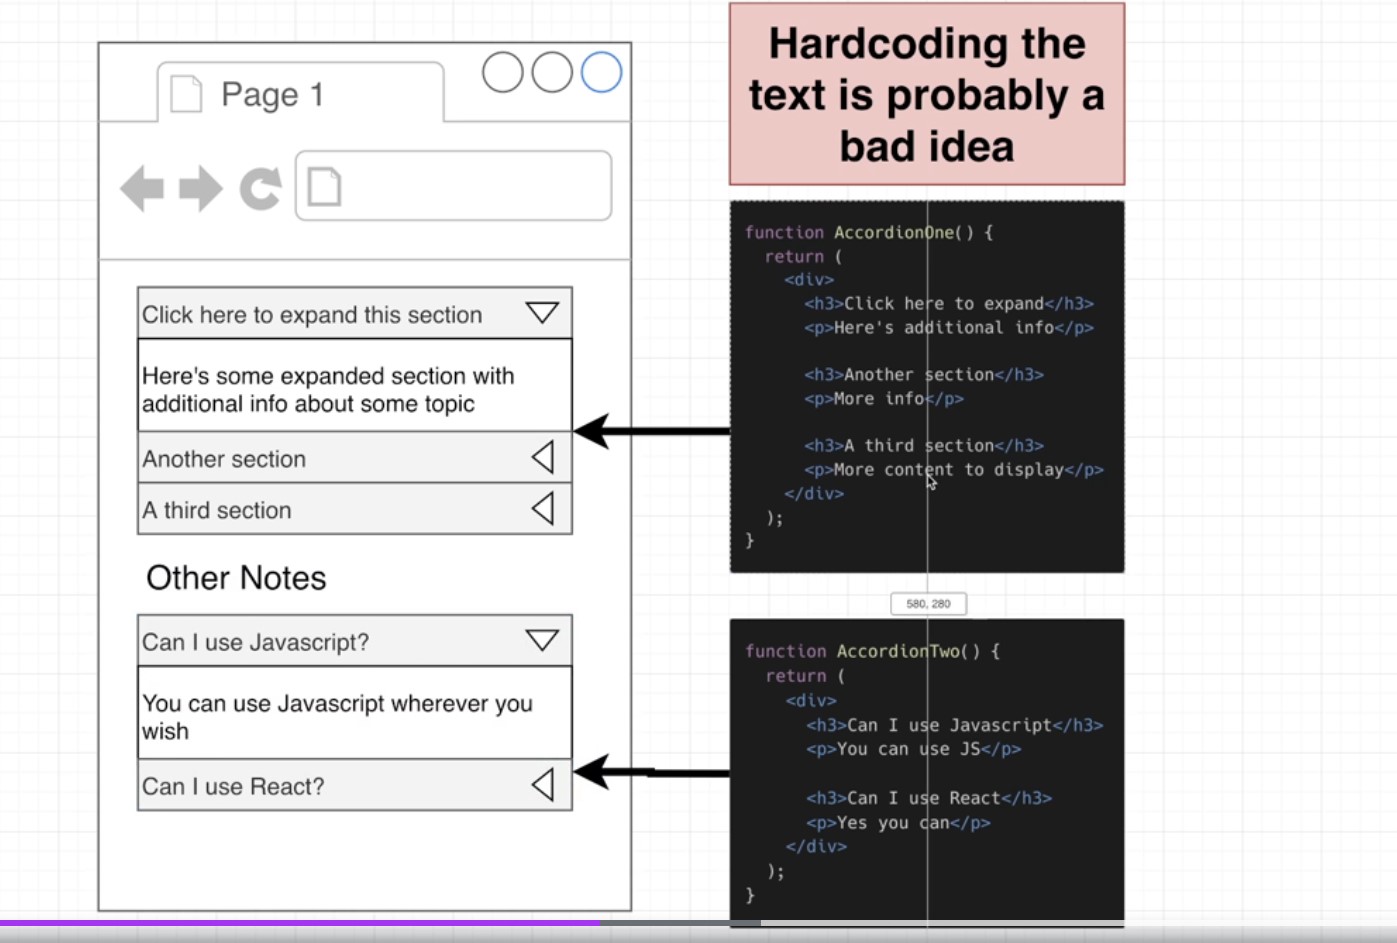 Page 1
Click here to expand this section
Here's some expanded section with
additional info about some topic
Another section
A third section
Other Notes
Can I use Javascript?
You can use Javascript wherever you
wish
Can I use React?
Hardcoding the
text is probably a
bad idea
function AccordionOne() {
return (
<div>
<h3>Click here to expand</h3>
<p>Here's additional info</p>
<h3>Another section</h3>
<p>More info</p>
<h3>A third section</h3>
<p>More content to display</p>
</div>
);
}
580, 280
function AccordionTwo() {
return (
<div>
<h3>Can I use Javascript</h3>
<p>You can use JS</p>
<h3>Can I use React</h3>
<p>Yes you can</p>
</div>
);
}